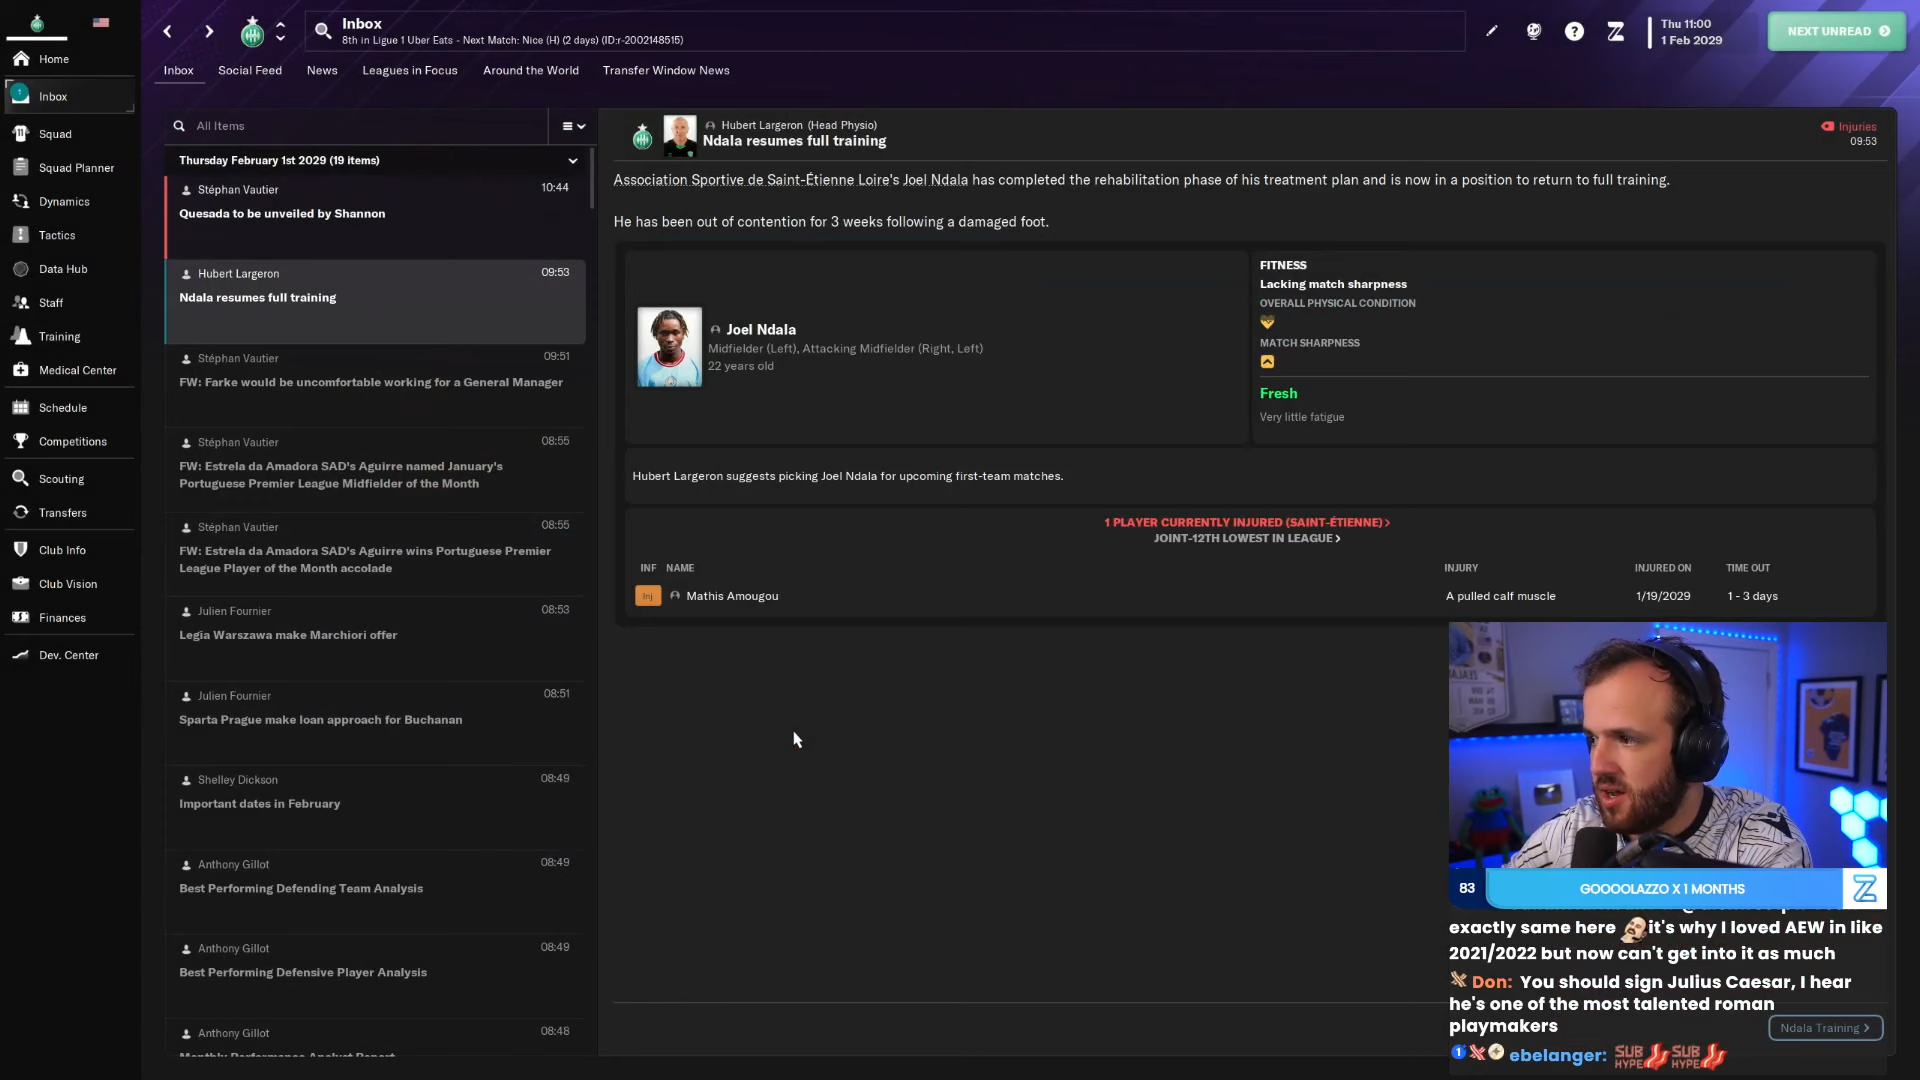 Home
Inbox
Squad
Squad Planner
Dynamics
Tactics
Data Hub
Staff
Training
Medical Center
Schedule
Competitions
Scouting
Transfers
Club Info
Club Vision
Finances
Dev. Center
Inbox
8th in Ligue 1 Uber Eats - Next Match: Nice (H) (2 days) (ID:r-2002148515)
Thu 11:00
1 Feb 2029
NEXT UNREAD
Inbox
Social Feed
News
Leagues in Focus
Around the World
Transfer Window News
All Items
Thursday February 1st 2029 (19 items)
Stéphan Vautier 10:44
Quesada to be unveiled by Shannon
Hubert Largeron 09:53
Ndala resumes full training
Stéphan Vautier 09:51
FW: Farke would be uncomfortable working for a General Manager
Stéphan Vautier 08:55
FW: Estrela da Amadora SAD's Aguirre named January's
Portuguese Premier League Midfielder of the Month
Stéphan Vautier 08:55
FW: Estrela da Amadora SAD's Aguirre wins Portuguese Premier
League Player of the Month accolade
Julien Fournier 08:53
Legia Warszawa make Marchiori offer
Julien Fournier 08:51
Sparta Prague make loan approach for Buchanan
Shelley Dickson 08:49
Important dates in February
Anthony Gillot 08:49
Best Performing Defending Team Analysis
Anthony Gillot 08:49
Best Performing Defensive Player Analysis
Anthony Gillot 08:48
Monthly Performance Analyst Report
Hubert Largeron (Head Physio)
Ndala resumes full training
Injuries
09:53
Association Sportive de Saint-Étienne Loire's Joel Ndala has completed the rehabilitation phase of his treatment plan and is now in a position to return to full training.
He has been out of contention for 3 weeks following a damaged foot.
Joel Ndala
Midfielder (Left), Attacking Midfielder (Right, Left)
22 years old
FITNESS
Lacking match sharpness
OVERALL PHYSICAL CONDITION
MATCH SHARPNESS
Fresh
Very little fatigue
Hubert Largeron suggests picking Joel Ndala for upcoming first-team matches.
1 PLAYER CURRENTLY INJURED (SAINT-ÉTIENNE) >
JOINT-12TH LOWEST IN LEAGUE >
INF NAME INJURY INJURED ON TIME OUT
Inj Mathis Amougou A pulled calf muscle 1/19/2029 1 - 3 days
83 GOOOOLAZZO X 1 MONTHS
exactly same here it's why I loved AEW in like
2021/2022 but now can't get into it as much
Don: You should sign Julius Caesar, I hear
he's one of the most talented roman
playmakers
Ndala Training >
ebelanger: SUB HYPE SUB HYPE